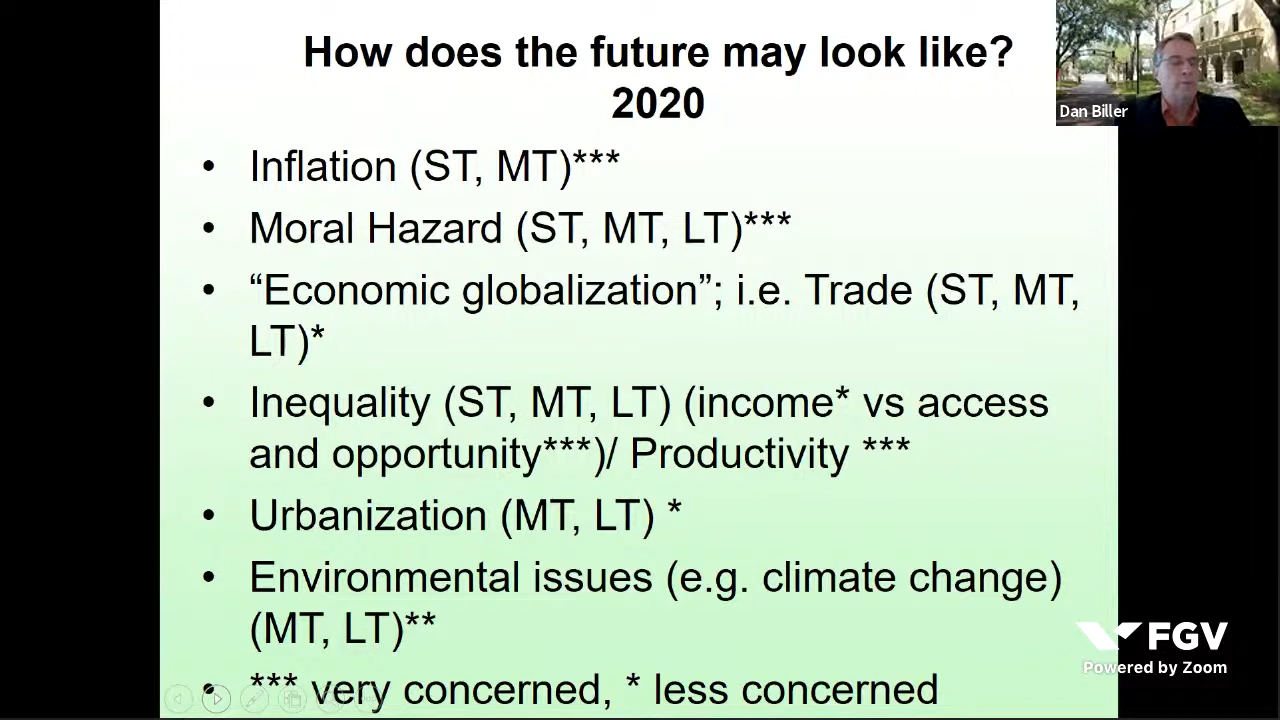 How does the future may look like?
2020
Dan Biller
• Inflation (ST, MT)***
• Moral Hazard (ST, MT, LT)***
• “Economic globalization”; i.e. Trade (ST, MT,
LT)*
• Inequality (ST, MT, LT) (income* vs access
and opportunity***)/ Productivity ***
• Urbanization (MT, LT) *
• Environmental issues (e.g. climate change)
(MT, LT)**
• *** very concerned, * less concerned
FGV
Powered by Zoom